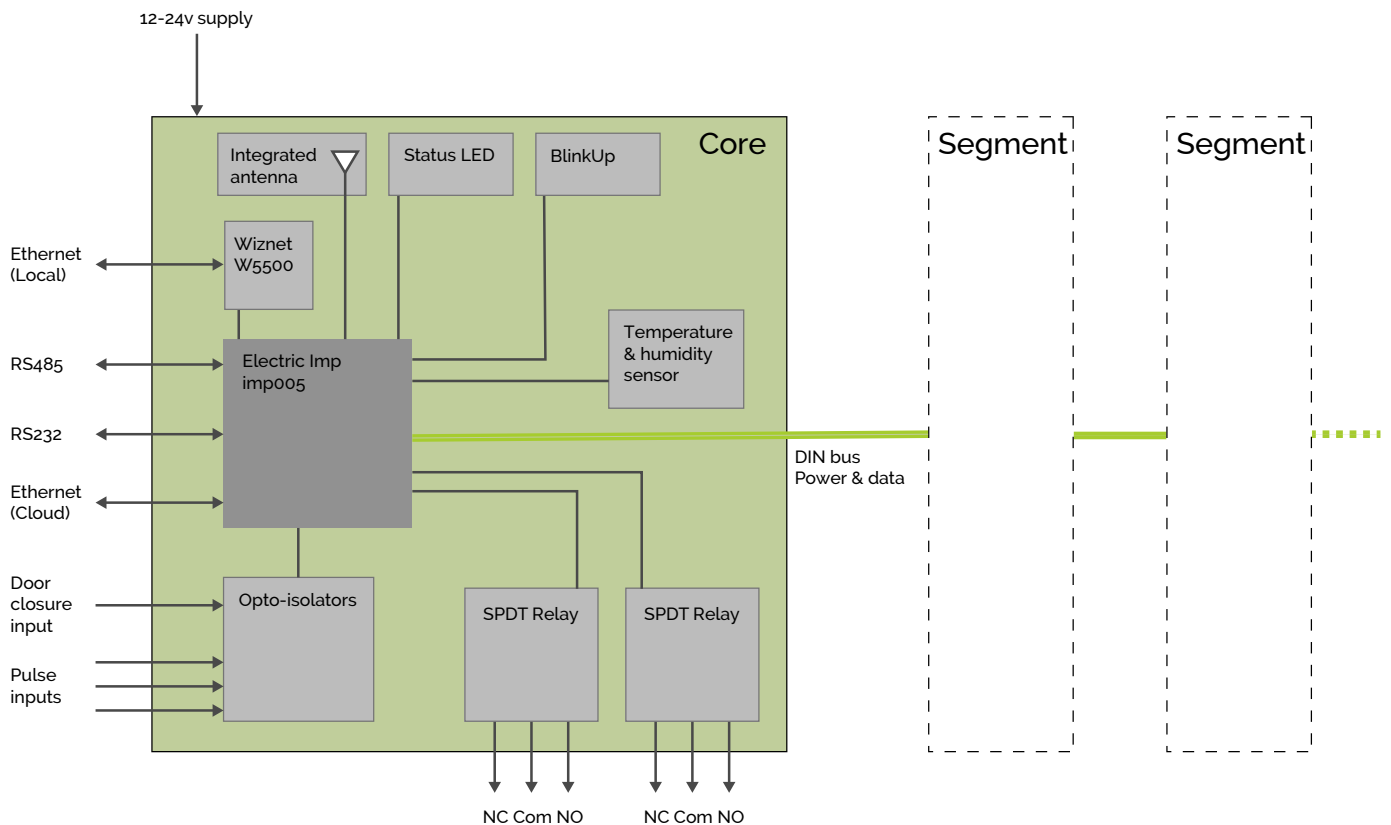 12-24v supply
Core
Segment
Segment
Integrated
antenna
Status LED
BlinkUp
Wiznet
W5500
Ethernet
(Local)
Temperature
& humidity
sensor
Electric Imp
imp005
RS485
RS232
DIN bus
Power & data
Ethernet
(Cloud)
Door
closure
input
Opto-isolators
SPDT Relay
SPDT Relay
Pulse
inputs
NC Com NO
NC Com NO